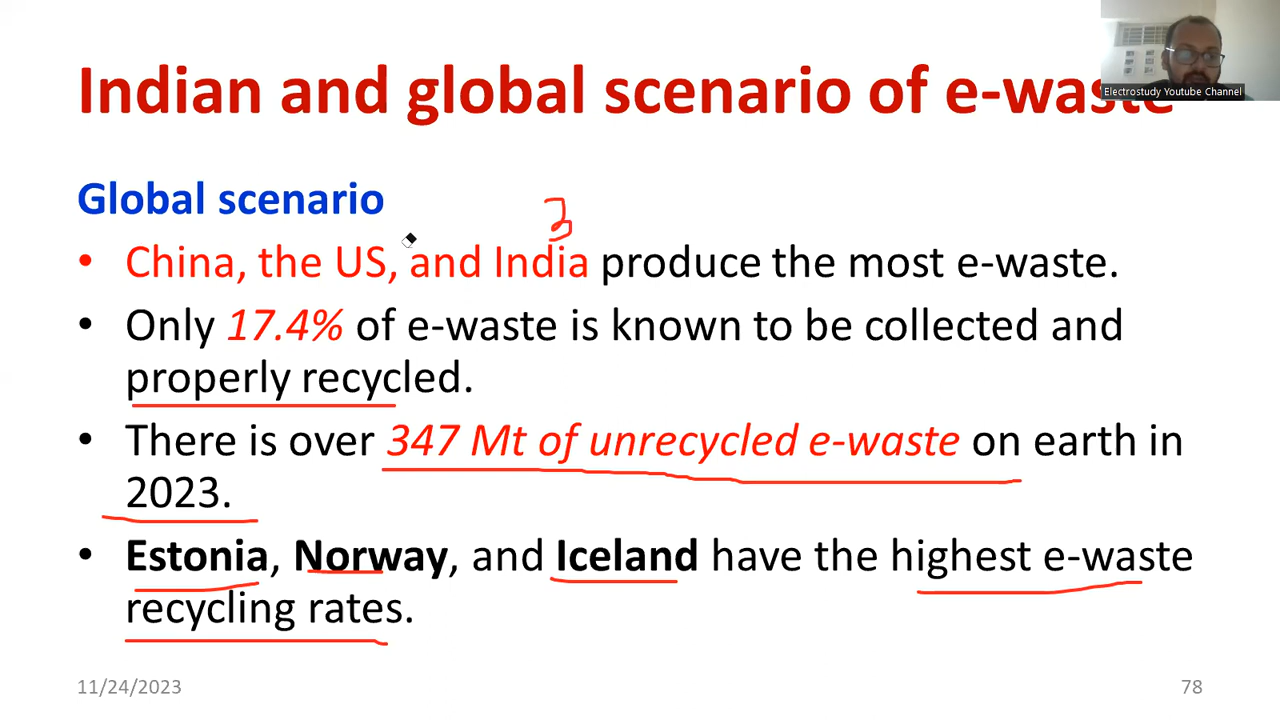 Indian and global scenario of e-waste
Electrostudy Youtube Channel
Global scenario
3
• China, the US, and India produce the most e-waste.
• Only 17.4% of e-waste is known to be collected and
properly recycled.
• There is over 347 Mt of unrecycled e-waste on earth in
2023.
• Estonia, Norway, and Iceland have the highest e-waste
recycling rates.
11/24/2023
78